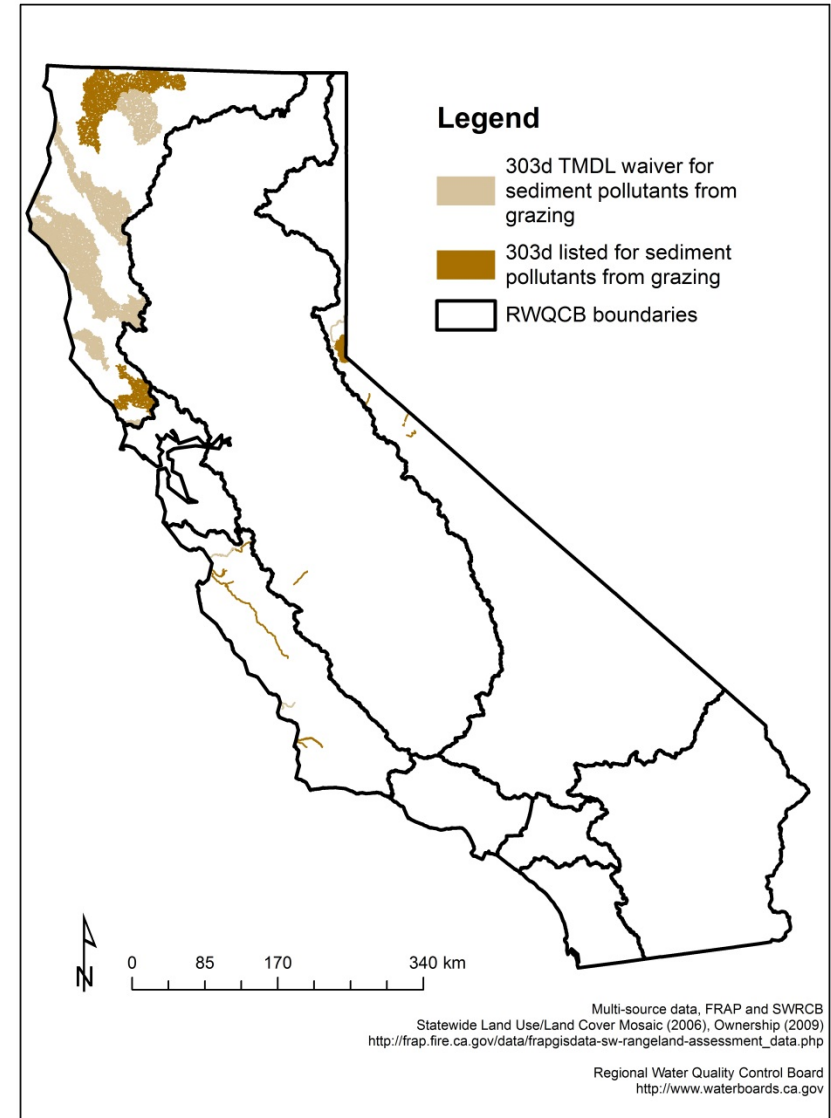 Legend
303d TMDL waiver for
sediment pollutants from
grazing
303d listed for sediment
pollutants from grazing
RWQCB boundaries
N
0 85 170 340 km
Multi-source data, FRAP and SWRCB
Statewide Land Use/Land Cover Mosaic (2006), Ownership (2009)
http://frap.fire.ca.gov/data/frapgisdata-sw-rangeland-assessment_data.php
Regional Water Quality Control Board
http://www.waterboards.ca.gov